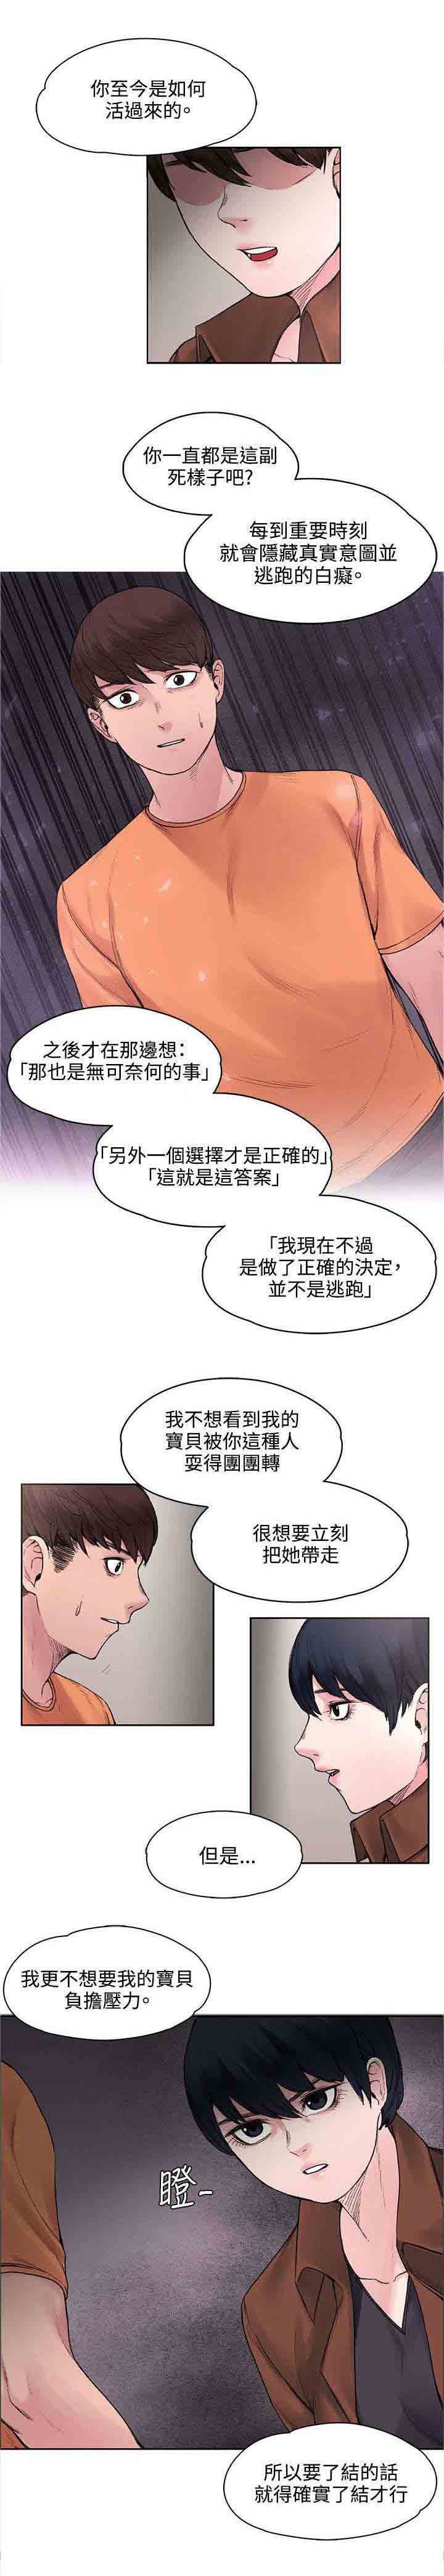 你至今是如何
活過來的。
你一直都是這副
死樣子吧?
每到重要時刻
就會隱藏真實意圖並
逃跑的白癡。
之後才在那邊想：
「那也是無可奈何的事」
「另外一個選擇才是正確的」
「這就是這答案」
「我現在不過
是做了正確的決定，
並不是逃跑」
我不想看到我的
寶貝被你這種人
耍得團團轉
很想要立刻
把她帶走
但是...
我更不想要我的寶貝
負擔壓力。
瞪-
所以要了結的話
就得確實了結才行